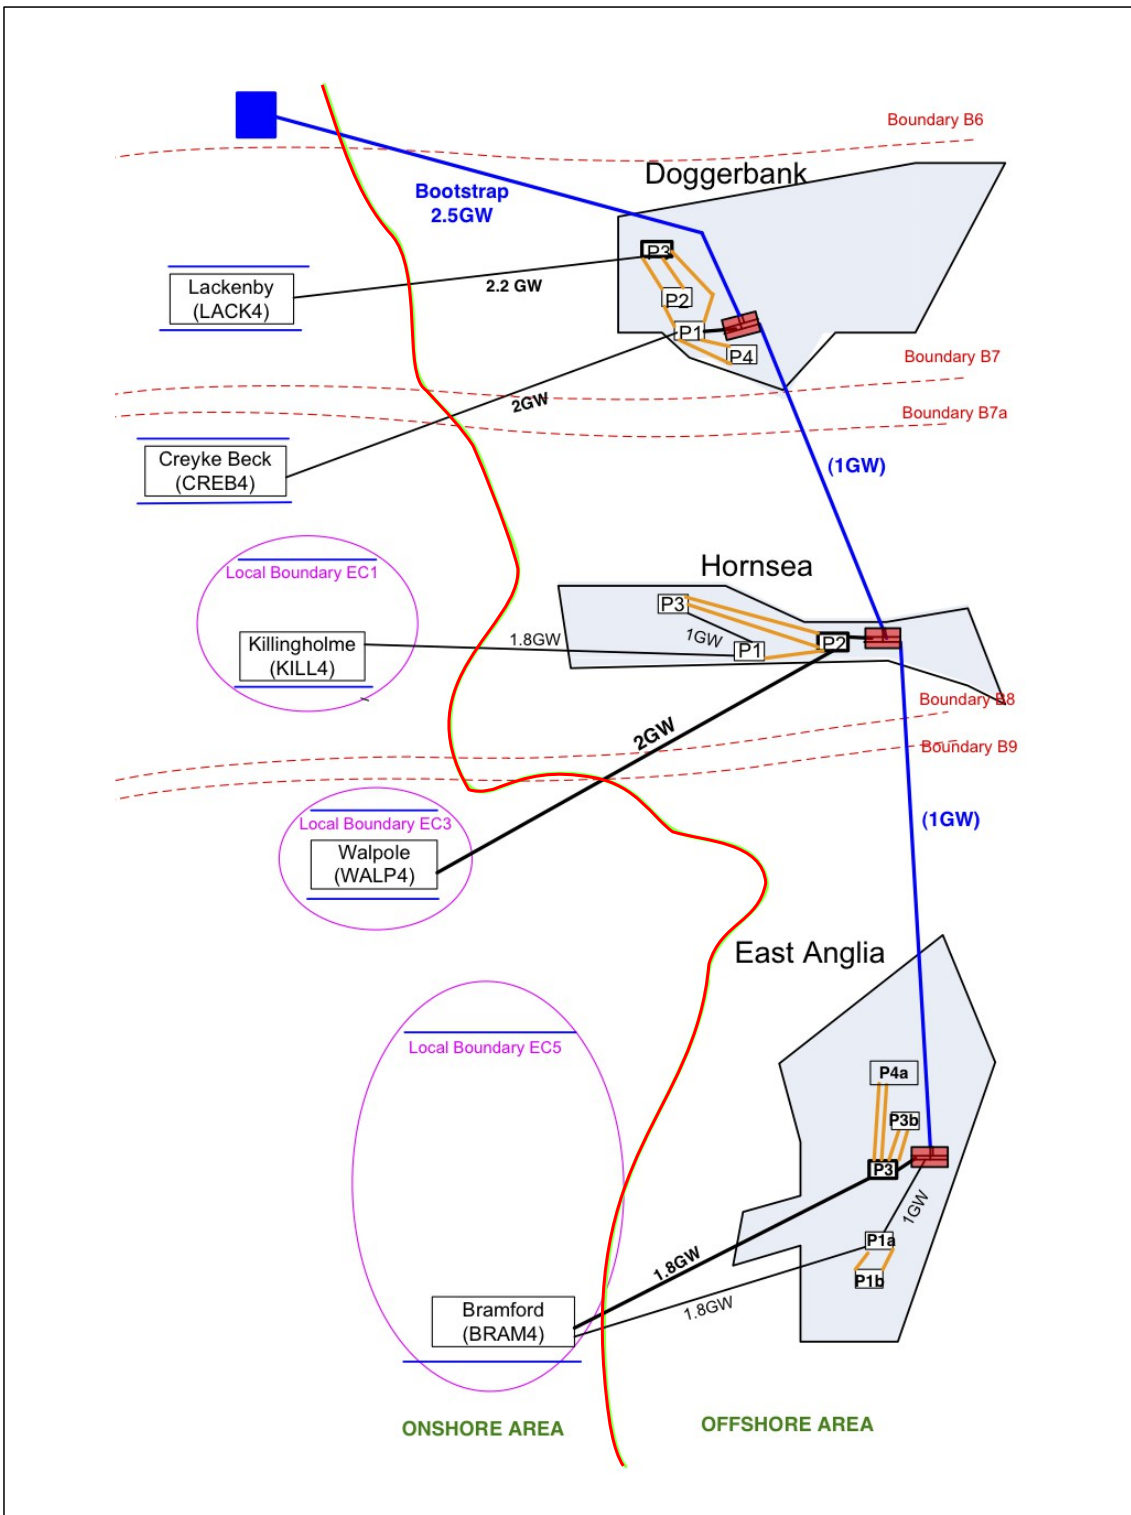 Boundary B6
Doggerbank
Bootstrap
2.5GW
P3
2.2 GW
Lackenby
(LACK4)
P2
P1
P4
Boundary B7
2GW
Boundary B7a
Creyke Beck
(CREB4)
(1GW)
Hornsea
Local Boundary EC1
P3
1GW
1.8GW
P2
P1
Killingholme
(KILL4)
Boundary B8
2GW
Boundary B9
Local Boundary EC3
(1GW)
Walpole
(WALP4)
East Anglia
Local Boundary EC5
P4a
P3b
P3
1GW
P1a
1.8GW
P1b
1.8GW
Bramford
(BRAM4)
ONSHORE AREA
OFFSHORE AREA